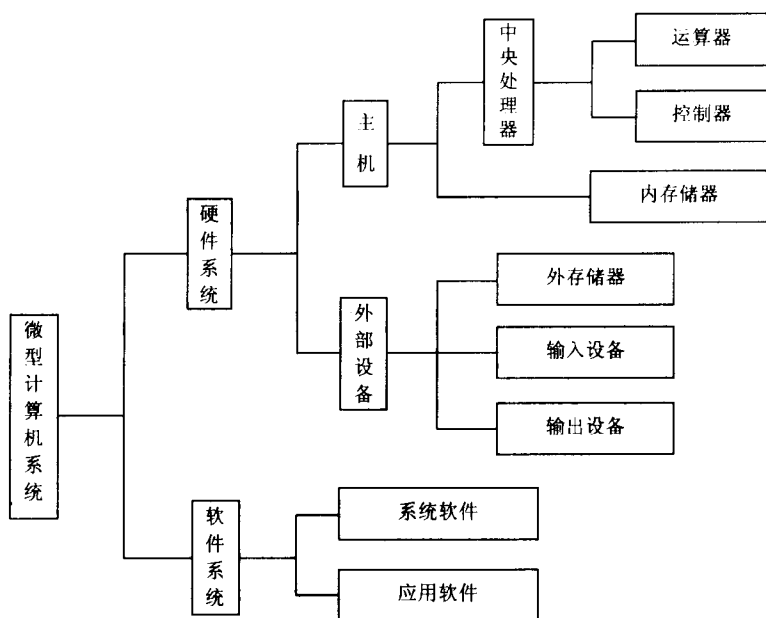 微型计算机系统
硬件系统
主机
中央处理器
运算器
控制器
内存储器
外部设备
外存储器
输入设备
输出设备
软件系统
系统软件
应用软件